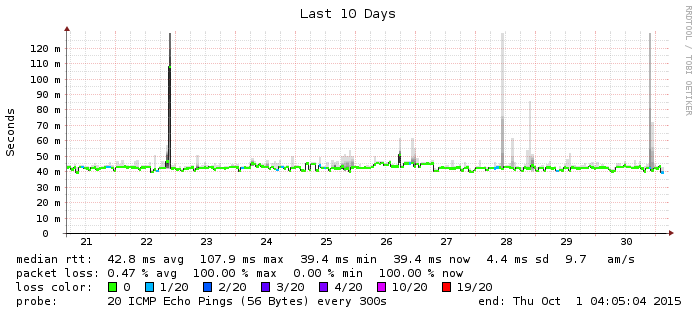 Last 10 Days
RRDTOOL / TOBI OETIKER
Seconds
120 m
110 m
100 m
90 m
80 m
70 m
60 m
50 m
40 m
30 m
20 m
10 m
0
21 22 23 24 25 26 27 28 29 30
median rtt: 42.8 ms avg 107.9 ms max 39.4 ms min 39.4 ms now 4.4 ms sd 9.7 am/s
packet loss: 0.47 % avg 100.00 % max 0.00 % min 100.00 % now
loss color: 0 1/20 2/20 3/20 4/20 10/20 19/20
probe: 20 ICMP Echo Pings (56 Bytes) every 300s end: Thu Oct 1 04:05:04 2015